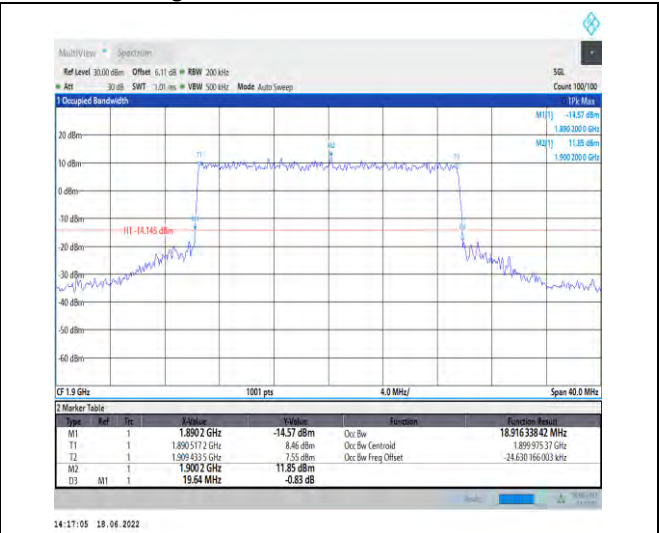 MultiView Spectrum
Ref Level 30.00 dBm Offset 6.11 dB RBW 200 kHz SGL
Att 30 dB SWT 1.01 ms VBW 500 kHz Mode Auto Sweep Count 100/100
1 Occupied Bandwidth 1Pk Max
M1[1] -14.57 dBm
1.890 200 0 GHz
M2[1] 11.85 dBm
1.900 200 0 GHz
20 dBm
M2
T1
10 dBm
0 dBm
-10 dBm
H1 -14.145 dBm
-20 dBm
-30 dBm
-40 dBm
-50 dBm
-60 dBm
CF 1.9 GHz 1001 pts 4.0 MHz/ Span 40.0 MHz
2 Marker Table
Type Ref Trc X-Value Y-Value Function Function Result
M1 1 1.8902 GHz -14.57 dBm Occ Bw 18.916 338 42 MHz
T1 1 1.890 517 2 GHz 8.46 dBm Occ Bw Centroid 1.899 975 37 GHz
T2 1 1.909 433 5 GHz 7.55 dBm Occ Bw Freq Offset -24.630 166 003 kHz
M2 1 1.9002 GHz 11.85 dBm
D3 M1 1 19.64 MHz -0.83 dB
14:17:05 18.06.2022